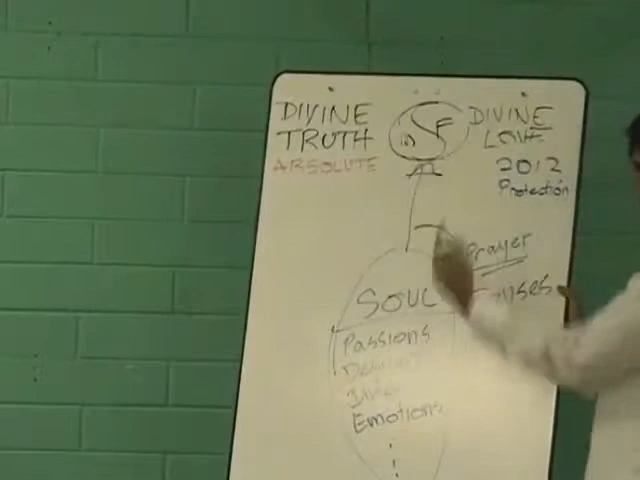 DIVINE
TRUTH
ABSOLUTE
DIVINE
LOVE
2012
Protection
Prayer
SOUL
Passions
Emotions